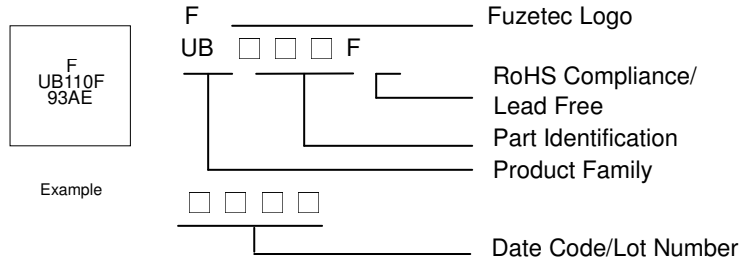 F
UB110F
93AE
Example
F
Fuzetec Logo
UB □ □ □ F
RoHS Compliance/
Lead Free
Part Identification
Product Family
□ □ □ □
Date Code/Lot Number